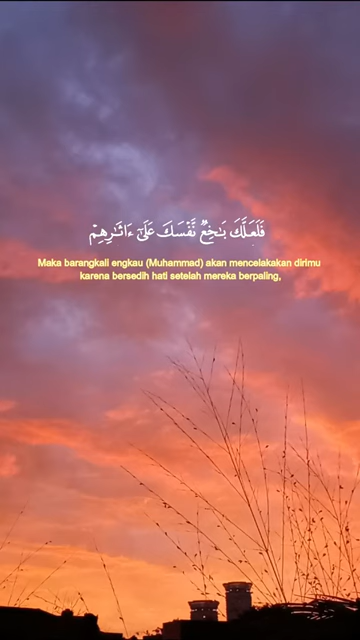 فَلَعَلَّكَ بَـٰخِعٌ نَّفْسَكَ عَلَىٰٓ ءَاثَـٰرِهِمْ
Maka barangkali engkau (Muhammad) akan mencelakakan dirimu
karena bersedih hati setelah mereka berpaling,